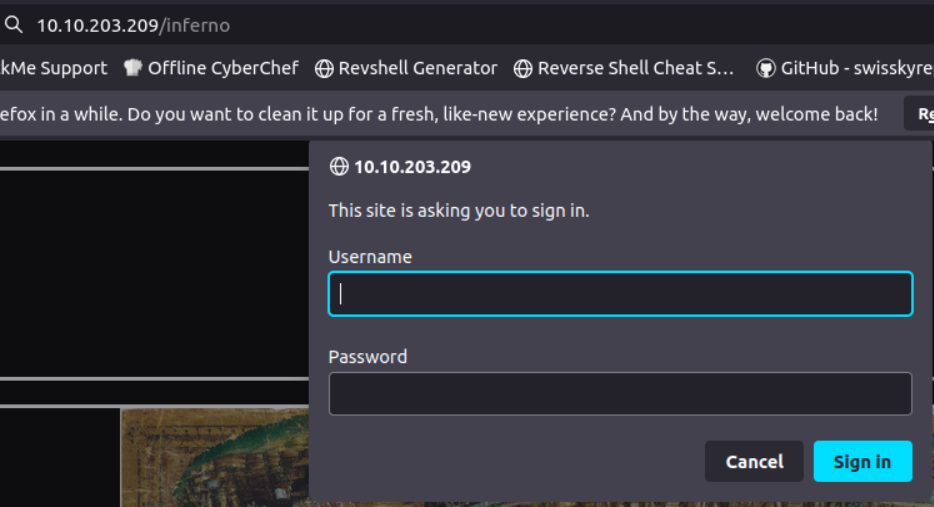 10.10.203.209/inferno
kMe Support Offline CyberChef Revshell Generator Reverse Shell Cheat S... GitHub - swisskyre
efox in a while. Do you want to clean it up for a fresh, like-new experience? And by the way, welcome back! Re
10.10.203.209
This site is asking you to sign in.
Username
Password
Cancel Sign in